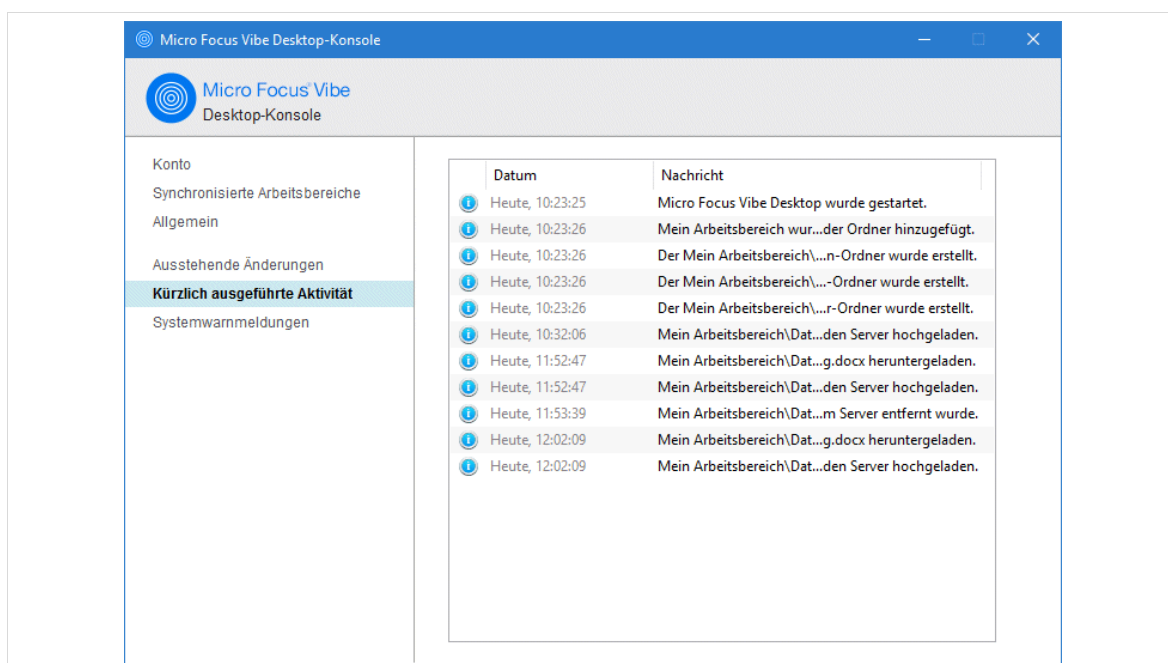 Micro Focus Vibe Desktop-Konsole
Micro Focus® Vibe
Desktop-Konsole
Konto
Synchronisierte Arbeitsbereiche
Allgemein
Ausstehende Änderungen
Kürzlich ausgeführte Aktivität
Systemwarnmeldungen
Datum Nachricht
Heute, 10:23:25 Micro Focus Vibe Desktop wurde gestartet.
Heute, 10:23:26 Mein Arbeitsbereich wur...der Ordner hinzugefügt.
Heute, 10:23:26 Der Mein Arbeitsbereich\...n-Ordner wurde erstellt.
Heute, 10:23:26 Der Mein Arbeitsbereich\...-Ordner wurde erstellt.
Heute, 10:23:26 Der Mein Arbeitsbereich\...r-Ordner wurde erstellt.
Heute, 10:32:06 Mein Arbeitsbereich\Dat...den Server hochgeladen.
Heute, 11:52:47 Mein Arbeitsbereich\Dat...g.docx heruntergeladen.
Heute, 11:52:47 Mein Arbeitsbereich\Dat...den Server hochgeladen.
Heute, 11:53:39 Mein Arbeitsbereich\Dat...m Server entfernt wurde.
Heute, 12:02:09 Mein Arbeitsbereich\Dat...g.docx heruntergeladen.
Heute, 12:02:09 Mein Arbeitsbereich\Dat...den Server hochgeladen.